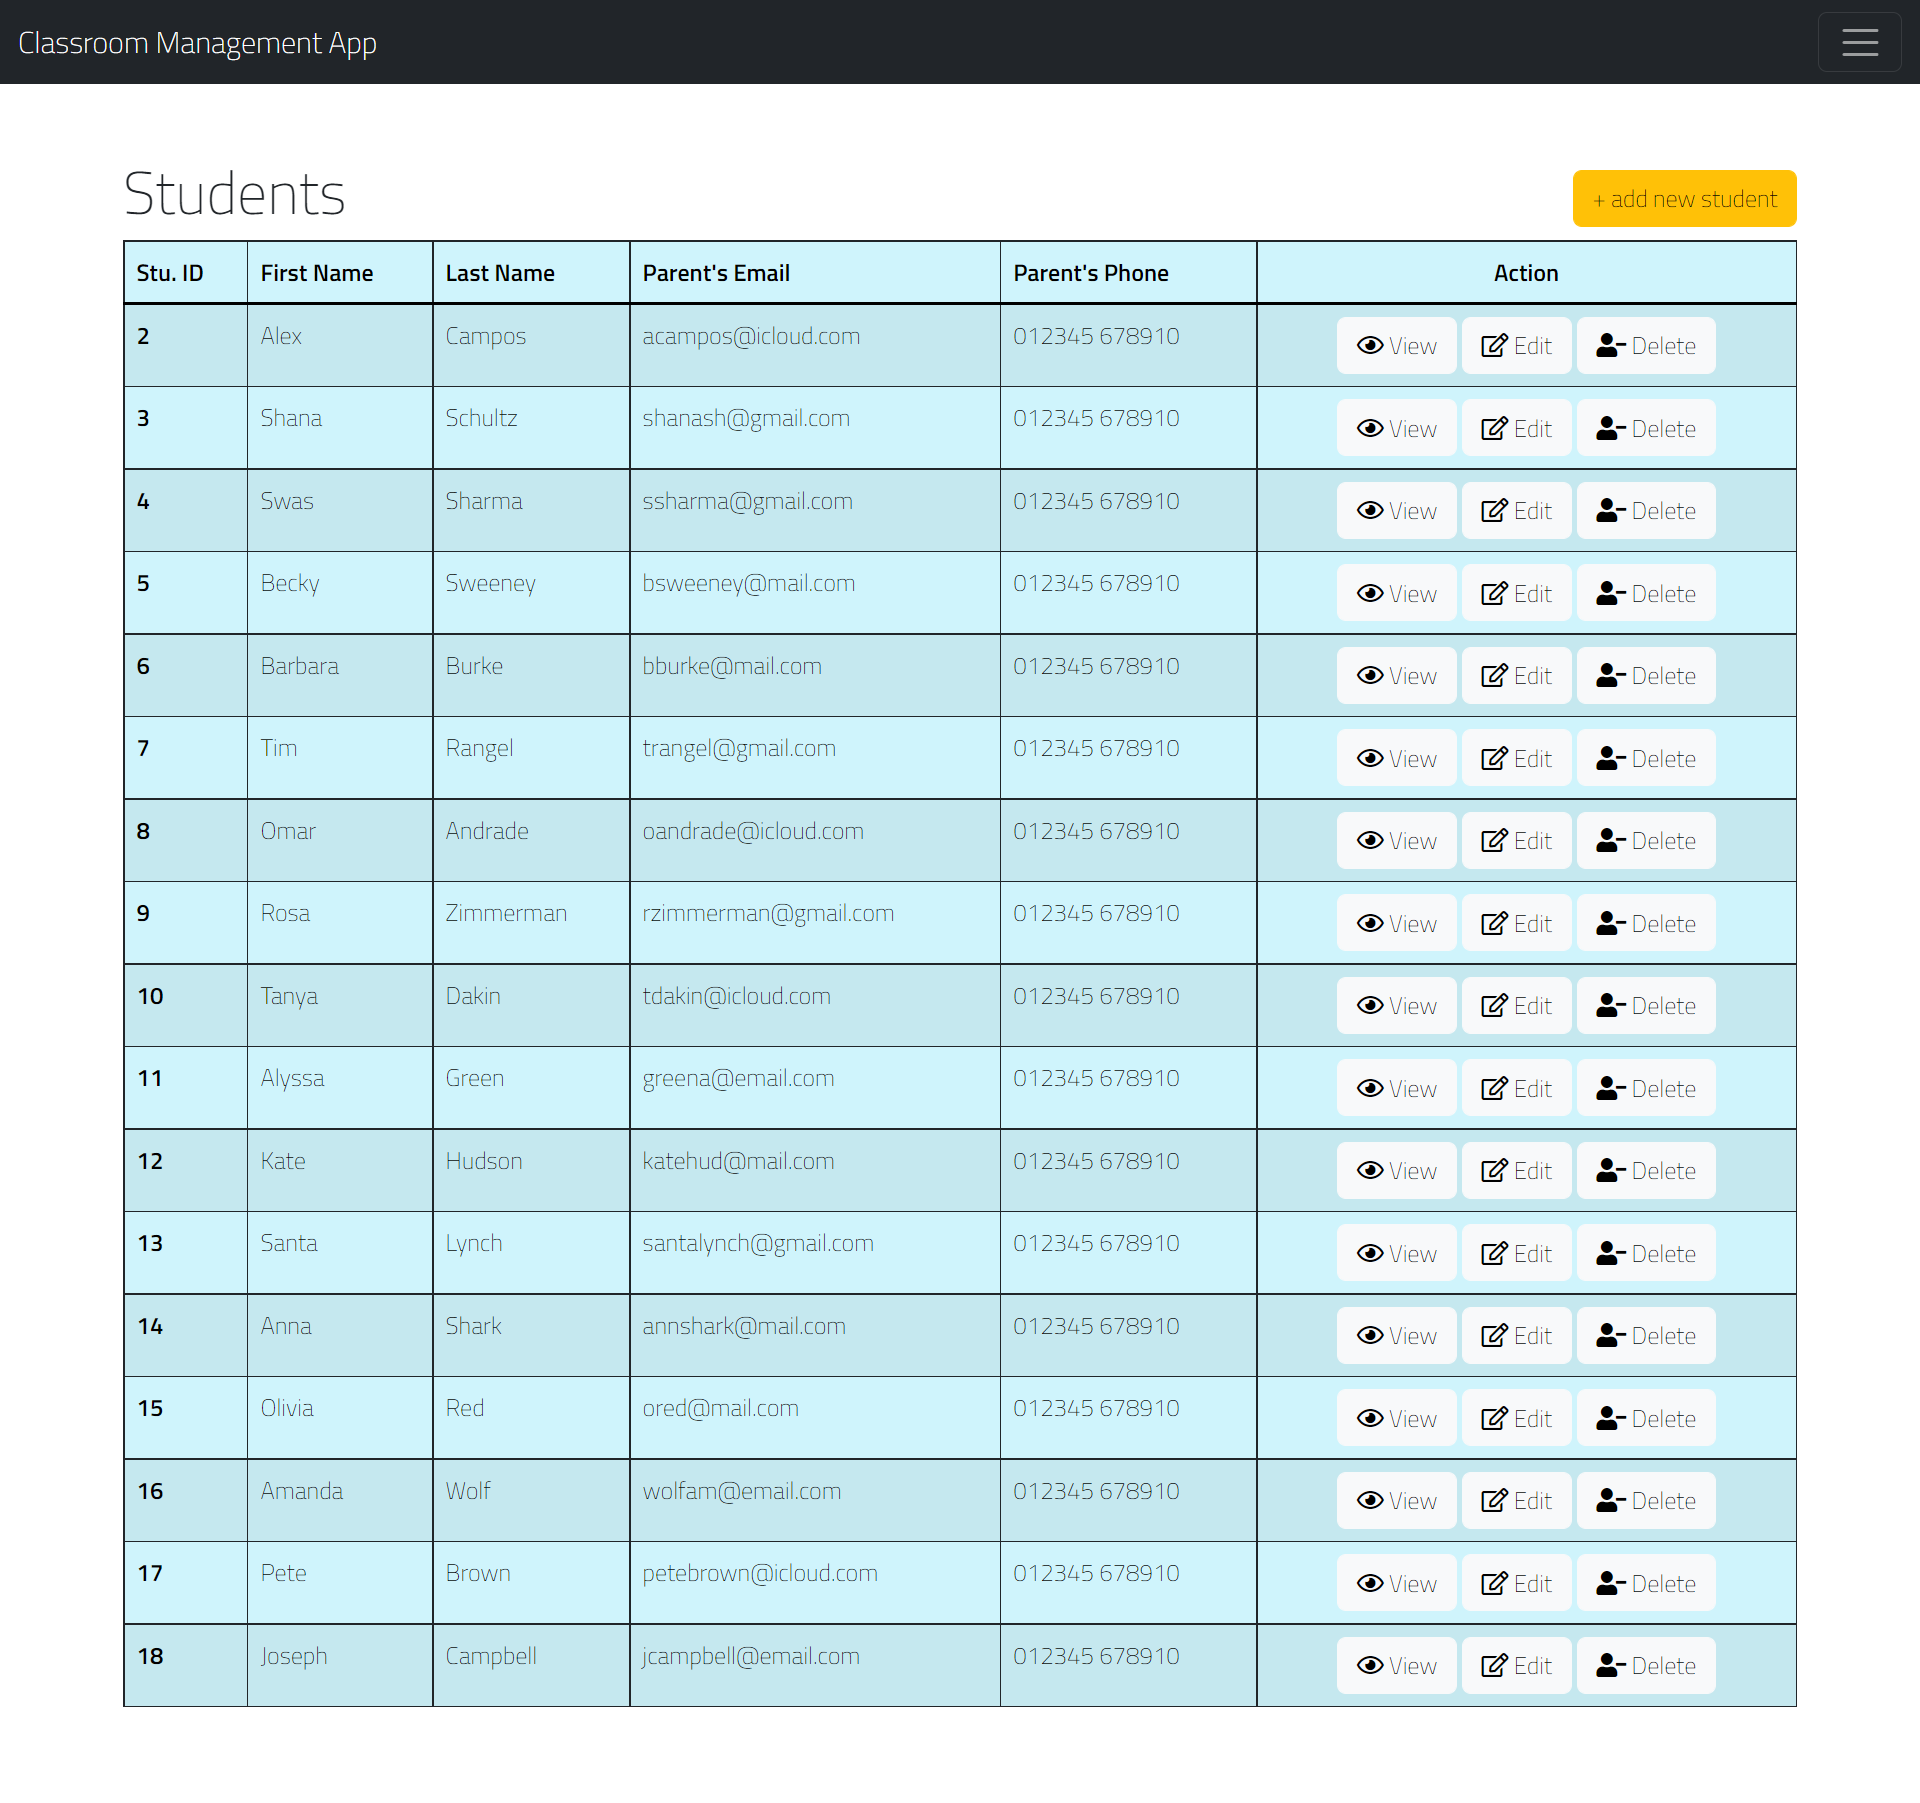 Classroom Management App
Students
+ add new student
Stu. ID First Name Last Name Parent's Email Parent's Phone Action
2 Alex Campos acampos@icloud.com 012345 678910 View Edit Delete
3 Shana Schultz shanash@gmail.com 012345 678910 View Edit Delete
4 Swas Sharma ssharma@gmail.com 012345 678910 View Edit Delete
5 Becky Sweeney bsweeney@mail.com 012345 678910 View Edit Delete
6 Barbara Burke bburke@mail.com 012345 678910 View Edit Delete
7 Tim Rangel trangel@gmail.com 012345 678910 View Edit Delete
8 Omar Andrade oandrade@icloud.com 012345 678910 View Edit Delete
9 Rosa Zimmerman rzimmerman@gmail.com 012345 678910 View Edit Delete
10 Tanya Dakin tdakin@icloud.com 012345 678910 View Edit Delete
11 Alyssa Green greena@email.com 012345 678910 View Edit Delete
12 Kate Hudson katehud@mail.com 012345 678910 View Edit Delete
13 Santa Lynch santalynch@gmail.com 012345 678910 View Edit Delete
14 Anna Shark annshark@mail.com 012345 678910 View Edit Delete
15 Olivia Red ored@mail.com 012345 678910 View Edit Delete
16 Amanda Wolf wolfam@email.com 012345 678910 View Edit Delete
17 Pete Brown petebrown@icloud.com 012345 678910 View Edit Delete
18 Joseph Campbell jcampbell@email.com 012345 678910 View Edit Delete